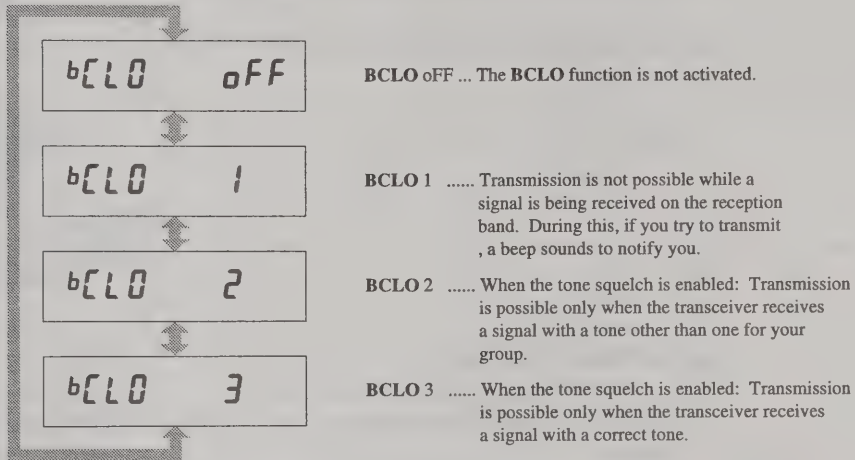 bCLO oFF
BCLO oFF ... The BCLO function is not activated.
bCLO 1
BCLO 1 ...... Transmission is not possible while a
signal is being received on the reception
band. During this, if you try to transmit
, a beep sounds to notify you.
bCLO 2
BCLO 2 ...... When the tone squelch is enabled: Transmission
is possible only when the transceiver receives
a signal with a tone other than one for your
group.
bCLO 3
BCLO 3 ...... When the tone squelch is enabled: Transmission
is possible only when the transceiver receives
a signal with a correct tone.